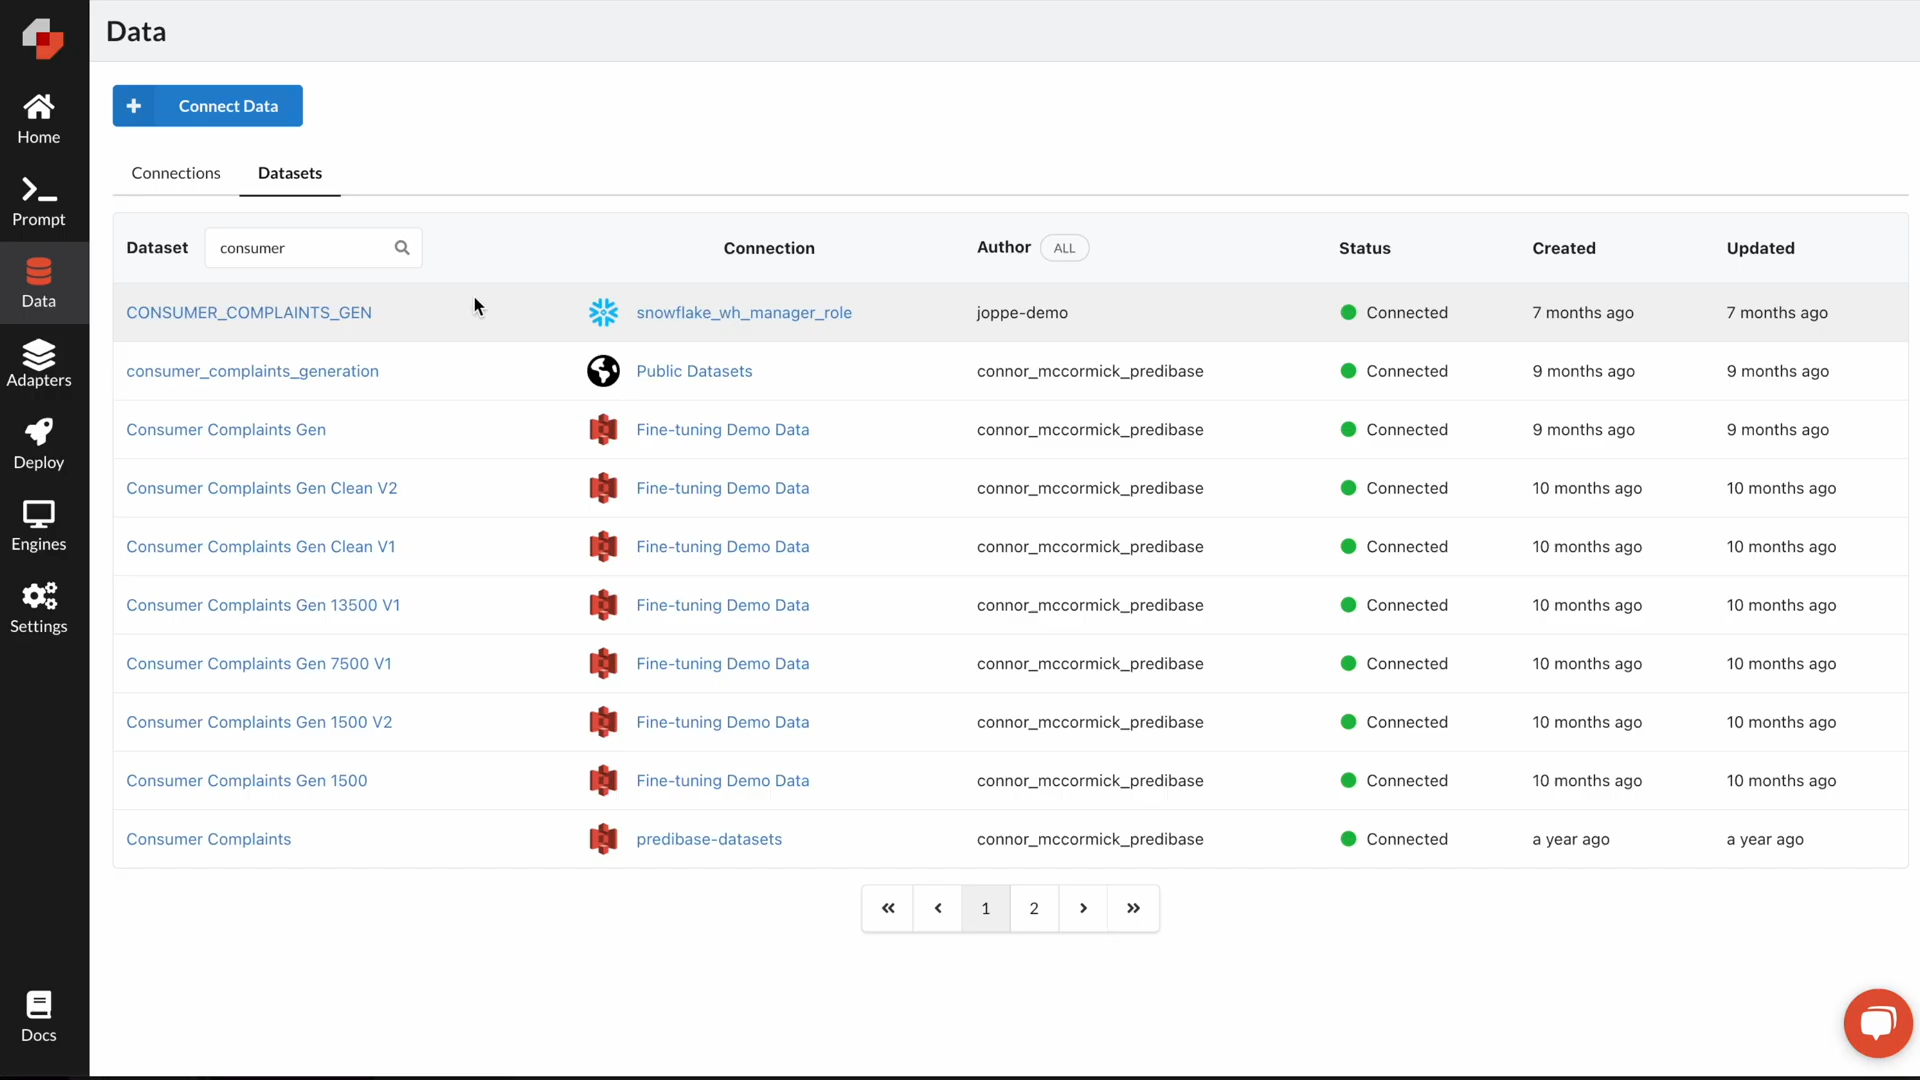 Data
Home
Prompt
Data
Adapters
Deploy
Engines
Settings
Docs
Connect Data
Connections Datasets
Dataset consumer Connection Author ALL Status Created Updated
CONSUMER_COMPLAINTS_GEN snowflake_wh_manager_role joppe-demo Connected 7 months ago 7 months ago
consumer_complaints_generation Public Datasets connor_mccormick_predibase Connected 9 months ago 9 months ago
Consumer Complaints Gen Fine-tuning Demo Data connor_mccormick_predibase Connected 9 months ago 9 months ago
Consumer Complaints Gen Clean V2 Fine-tuning Demo Data connor_mccormick_predibase Connected 10 months ago 10 months ago
Consumer Complaints Gen Clean V1 Fine-tuning Demo Data connor_mccormick_predibase Connected 10 months ago 10 months ago
Consumer Complaints Gen 13500 V1 Fine-tuning Demo Data connor_mccormick_predibase Connected 10 months ago 10 months ago
Consumer Complaints Gen 7500 V1 Fine-tuning Demo Data connor_mccormick_predibase Connected 10 months ago 10 months ago
Consumer Complaints Gen 1500 V2 Fine-tuning Demo Data connor_mccormick_predibase Connected 10 months ago 10 months ago
Consumer Complaints Gen 1500 Fine-tuning Demo Data connor_mccormick_predibase Connected 10 months ago 10 months ago
Consumer Complaints predibase-datasets connor_mccormick_predibase Connected a year ago a year ago
« ‹ 1 2 › »